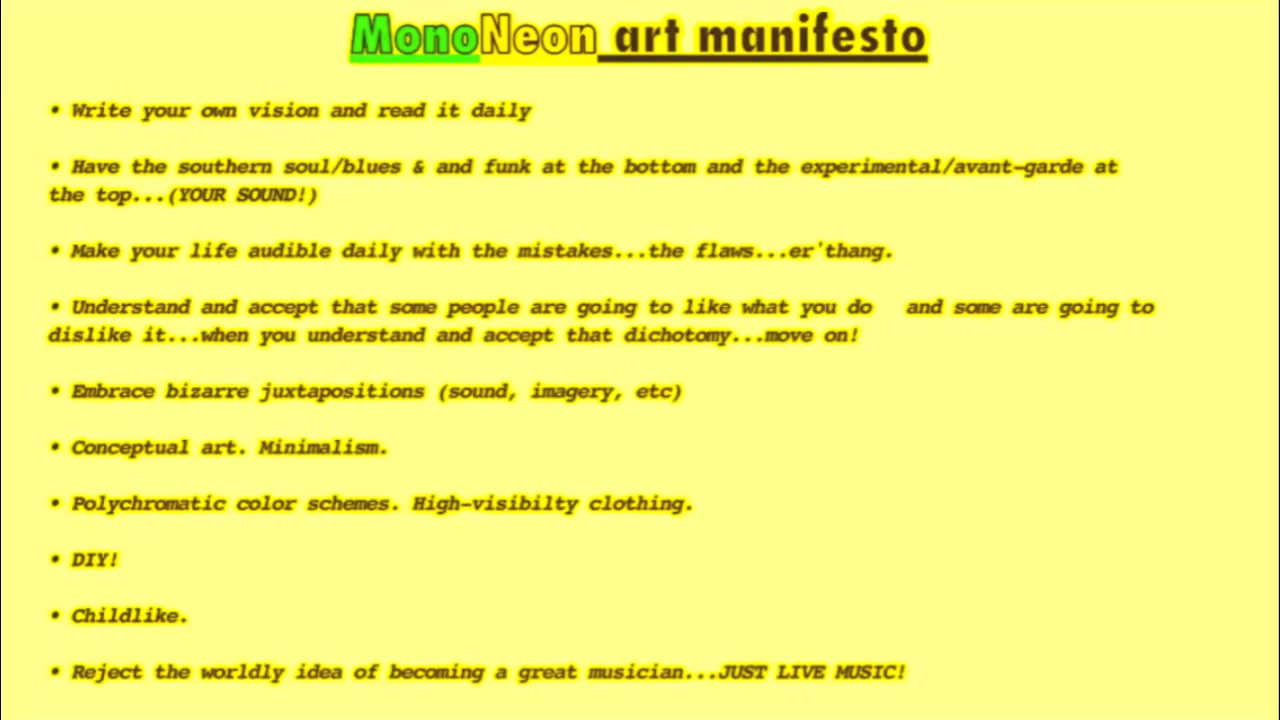 MonoNeon art manifesto
• Write your own vision and read it daily
• Have the southern soul/blues & and funk at the bottom and the experimental/avant-garde at
the top...(YOUR SOUND!)
• Make your life audible daily with the mistakes...the flaws...er'thang.
• Understand and accept that some people are going to like what you do   and some are going to
dislike it...when you understand and accept that dichotomy...move on!
• Embrace bizarre juxtapositions (sound, imagery, etc)
• Conceptual art. Minimalism.
• Polychromatic color schemes. High-visibilty clothing.
• DIY!
• Childlike.
• Reject the worldly idea of becoming a great musician...JUST LIVE MUSIC!